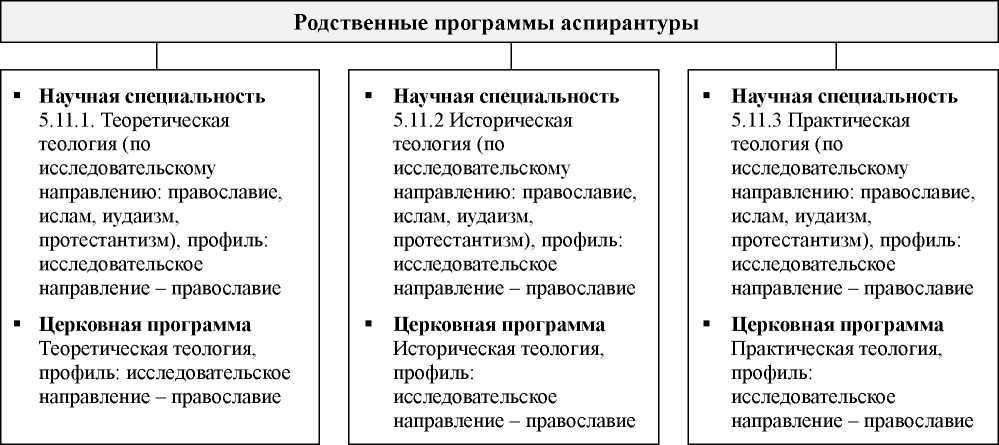 Родственные программы аспирантуры
▪ Научная специальность
5.11.1. Теоретическая
теология (по
исследовательскому
направлению: православие,
ислам, иудаизм,
протестантизм), профиль:
исследовательское
направление – православие
▪ Церковная программа
Теоретическая теология,
профиль: исследовательское
направление – православие
▪ Научная специальность
5.11.2 Историческая
теология (по
исследовательскому
направлению: православие,
ислам, иудаизм,
протестантизм), профиль:
исследовательское
направление – православие
▪ Церковная программа
Историческая теология,
профиль:
исследовательское
направление – православие
▪ Научная специальность
5.11.3 Практическая
теология (по
исследовательскому
направлению: православие,
ислам, иудаизм,
протестантизм), профиль:
исследовательское
направление – православие
▪ Церковная программа
Практическая теология,
профиль:
исследовательское
направление – православие